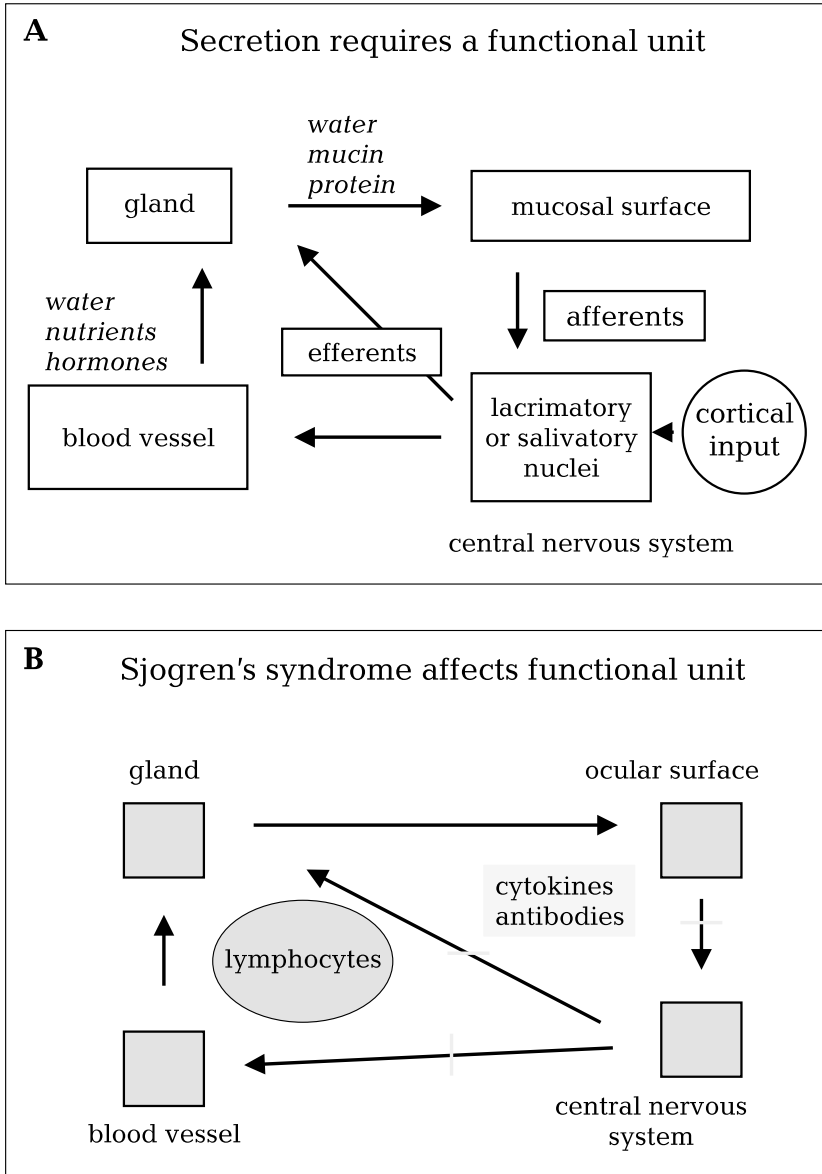 A
Secretion requires a functional unit
water
mucin
protein
gland
mucosal surface
water
nutrients
hormones
afferents
efferents
blood vessel
lacrimatory
or salivatory
nuclei
cortical
input
central nervous system
B
Sjogren's syndrome affects functional unit
gland
ocular surface
cytokines
antibodies
lymphocytes
blood vessel
central nervous
system